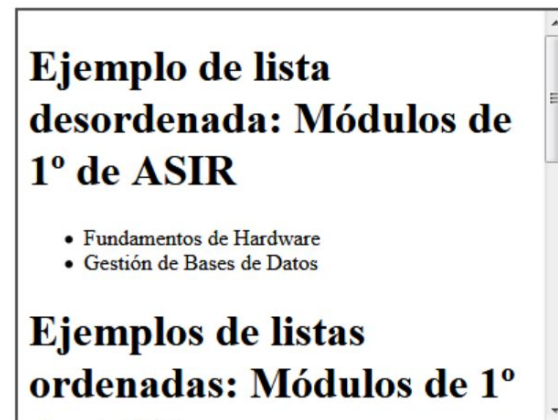 Ejemplo de lista
desordenada: Módulos de
1º de ASIR
• Fundamentos de Hardware
• Gestión de Bases de Datos
Ejemplos de listas
ordenadas: Módulos de 1º